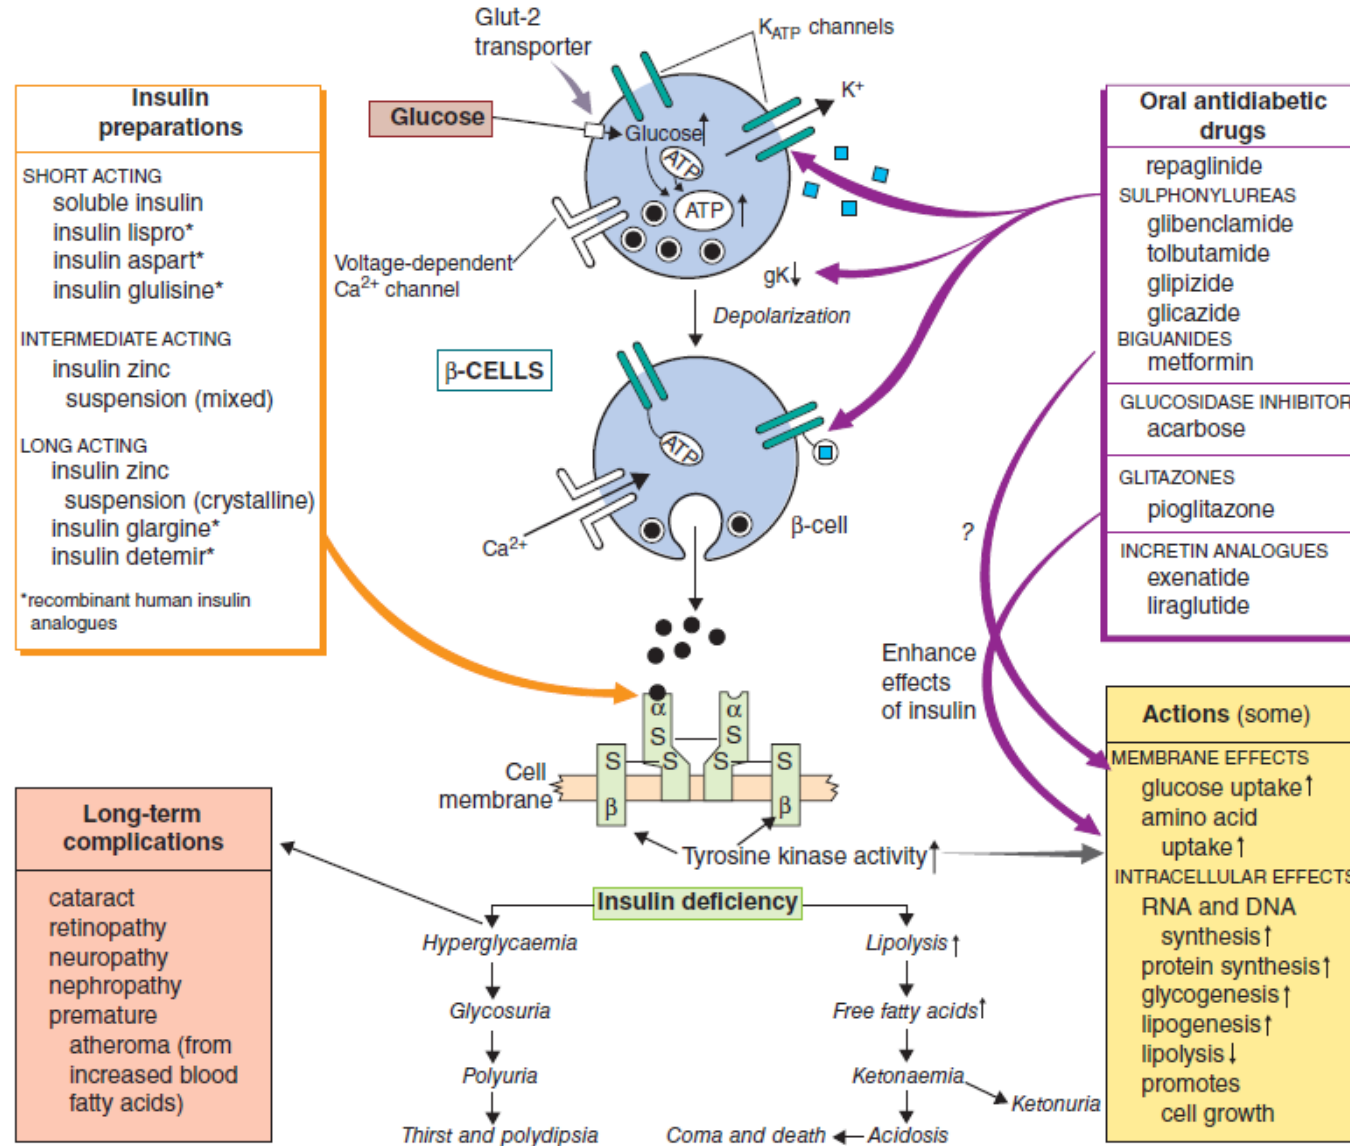 Glut-2
transporter
K_ATP channels
K+
Glucose
Glucose↑
ATP
ATP ↑
Voltage-dependent
Ca2+ channel
gK↓
Depolarization
β-CELLS
ATP
Ca2+
β-cell
Insulin
preparations
SHORT ACTING
soluble insulin
insulin lispro*
insulin aspart*
insulin glulisine*
INTERMEDIATE ACTING
insulin zinc
suspension (mixed)
LONG ACTING
insulin zinc
suspension (crystalline)
insulin glargine*
insulin detemir*
*recombinant human insulin
analogues
Oral antidiabetic
drugs
repaglinide
SULPHONYLUREAS
glibenclamide
tolbutamide
glipizide
glicazide
BIGUANIDES
metformin
GLUCOSIDASE INHIBITOR
acarbose
GLITAZONES
pioglitazone
INCRETIN ANALOGUES
exenatide
liraglutide
?
Enhance
effects
of insulin
α α
S S
S S S S
β β
Cell
membrane
Tyrosine kinase activity↑
Actions (some)
MEMBRANE EFFECTS
glucose uptake↑
amino acid
uptake↑
INTRACELLULAR EFFECTS
RNA and DNA
synthesis↑
protein synthesis↑
glycogenesis↑
lipogenesis↑
lipolysis↓
promotes
cell growth
Long-term
complications
cataract
retinopathy
neuropathy
nephropathy
premature
atheroma (from
increased blood
fatty acids)
Insulin deficiency
Hyperglycaemia
Glycosuria
Polyuria
Thirst and polydipsia
Lipolysis↑
Free fatty acids↑
Ketonaemia
Ketonuria
Acidosis
Coma and death